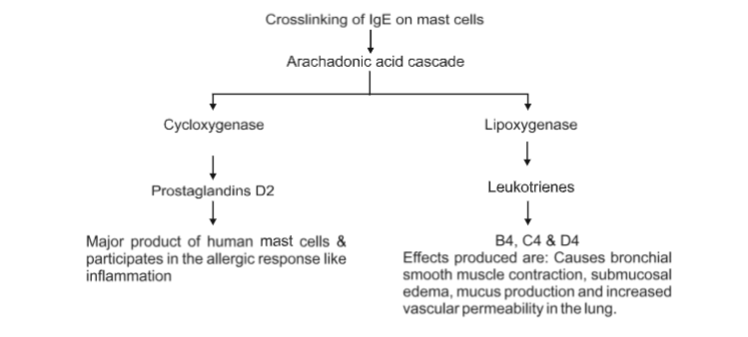 Crosslinking of IgE on mast cells
Arachadonic acid cascade
Cycloxygenase
Lipoxygenase
Prostaglandins D2
Leukotrienes
Major product of human mast cells &
participates in the allergic response like
inflammation
B4, C4 & D4
Effects produced are: Causes bronchial
smooth muscle contraction, submucosal
edema, mucus production and increased
vascular permeability in the lung.